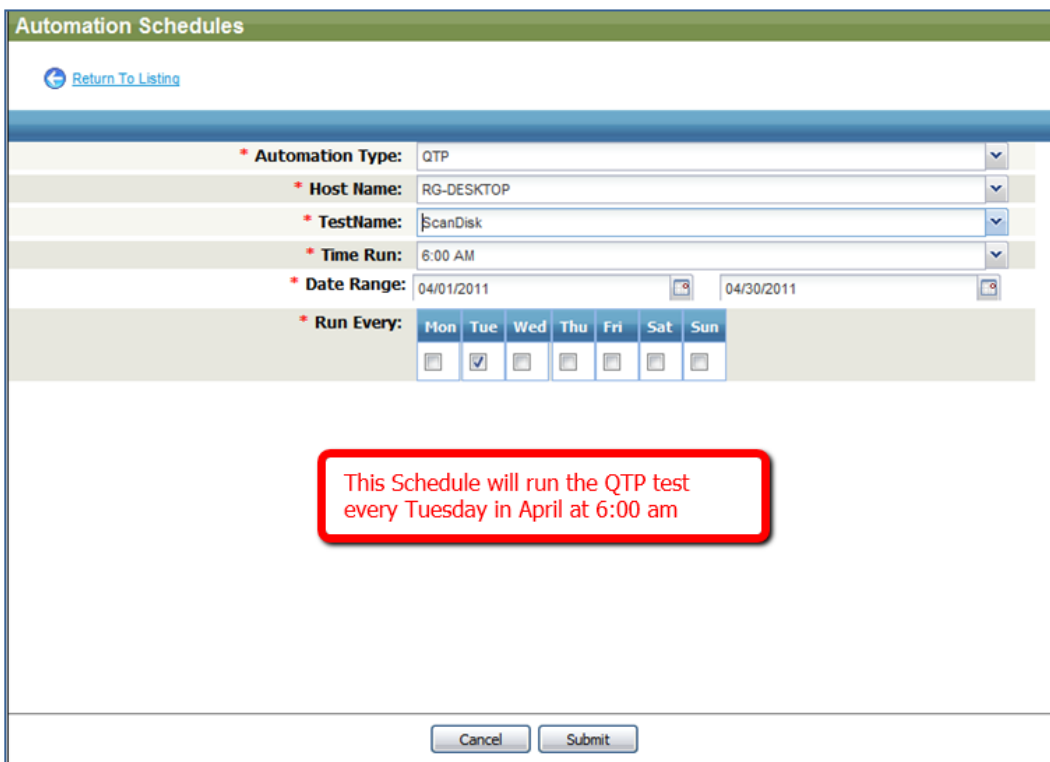 Automation Schedules
Return To Listing
* Automation Type: QTP
* Host Name: RG-DESKTOP
* TestName: ScanDisk
* Time Run: 6:00 AM
* Date Range: 04/01/2011 04/30/2011
* Run Every: Mon Tue Wed Thu Fri Sat Sun
This Schedule will run the QTP test
every Tuesday in April at 6:00 am
Cancel Submit